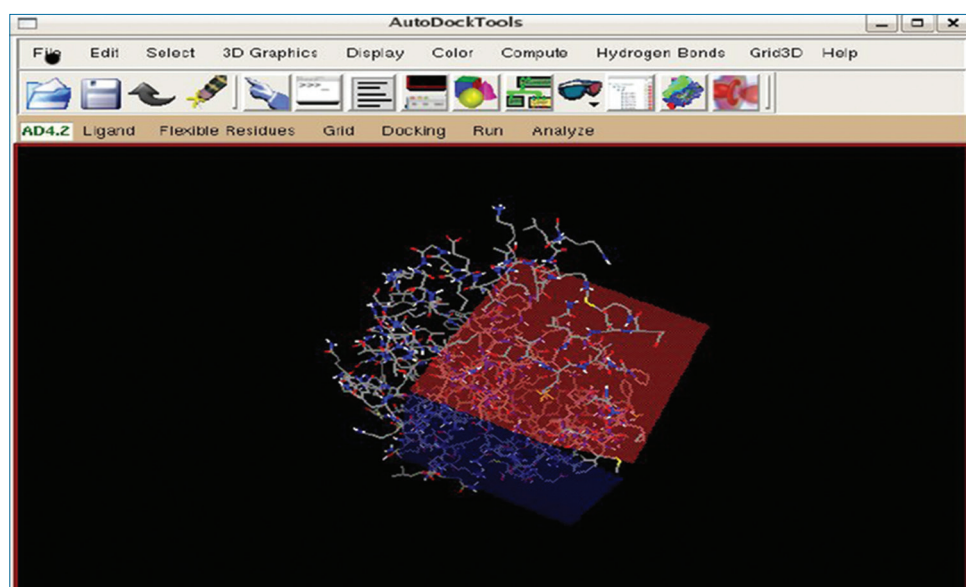 AutoDockTools
File Edit Select 3D Graphics Display Color Compute Hydrogen Bonds Grid3D Help
AD4.2 Ligand Flexible Residues Grid Docking Run Analyze